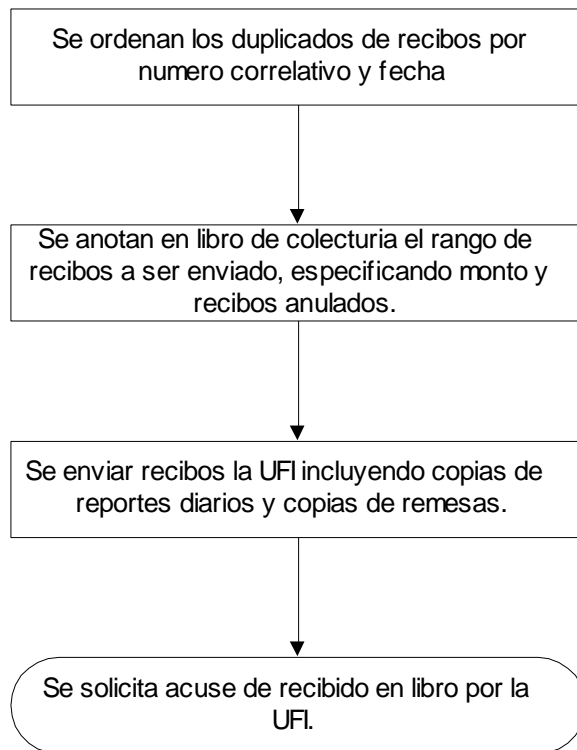 Se ordenan los duplicados de recibos por
numero correlativo y fecha
Se anotan en libro de colecturia el rango de
recibos a ser enviado, especificando monto y
recibos anulados.
Se enviar recibos la UFI incluyendo copias de
reportes diarios y copias de remesas.
Se solicita acuse de recibido en libro por la
UFI.